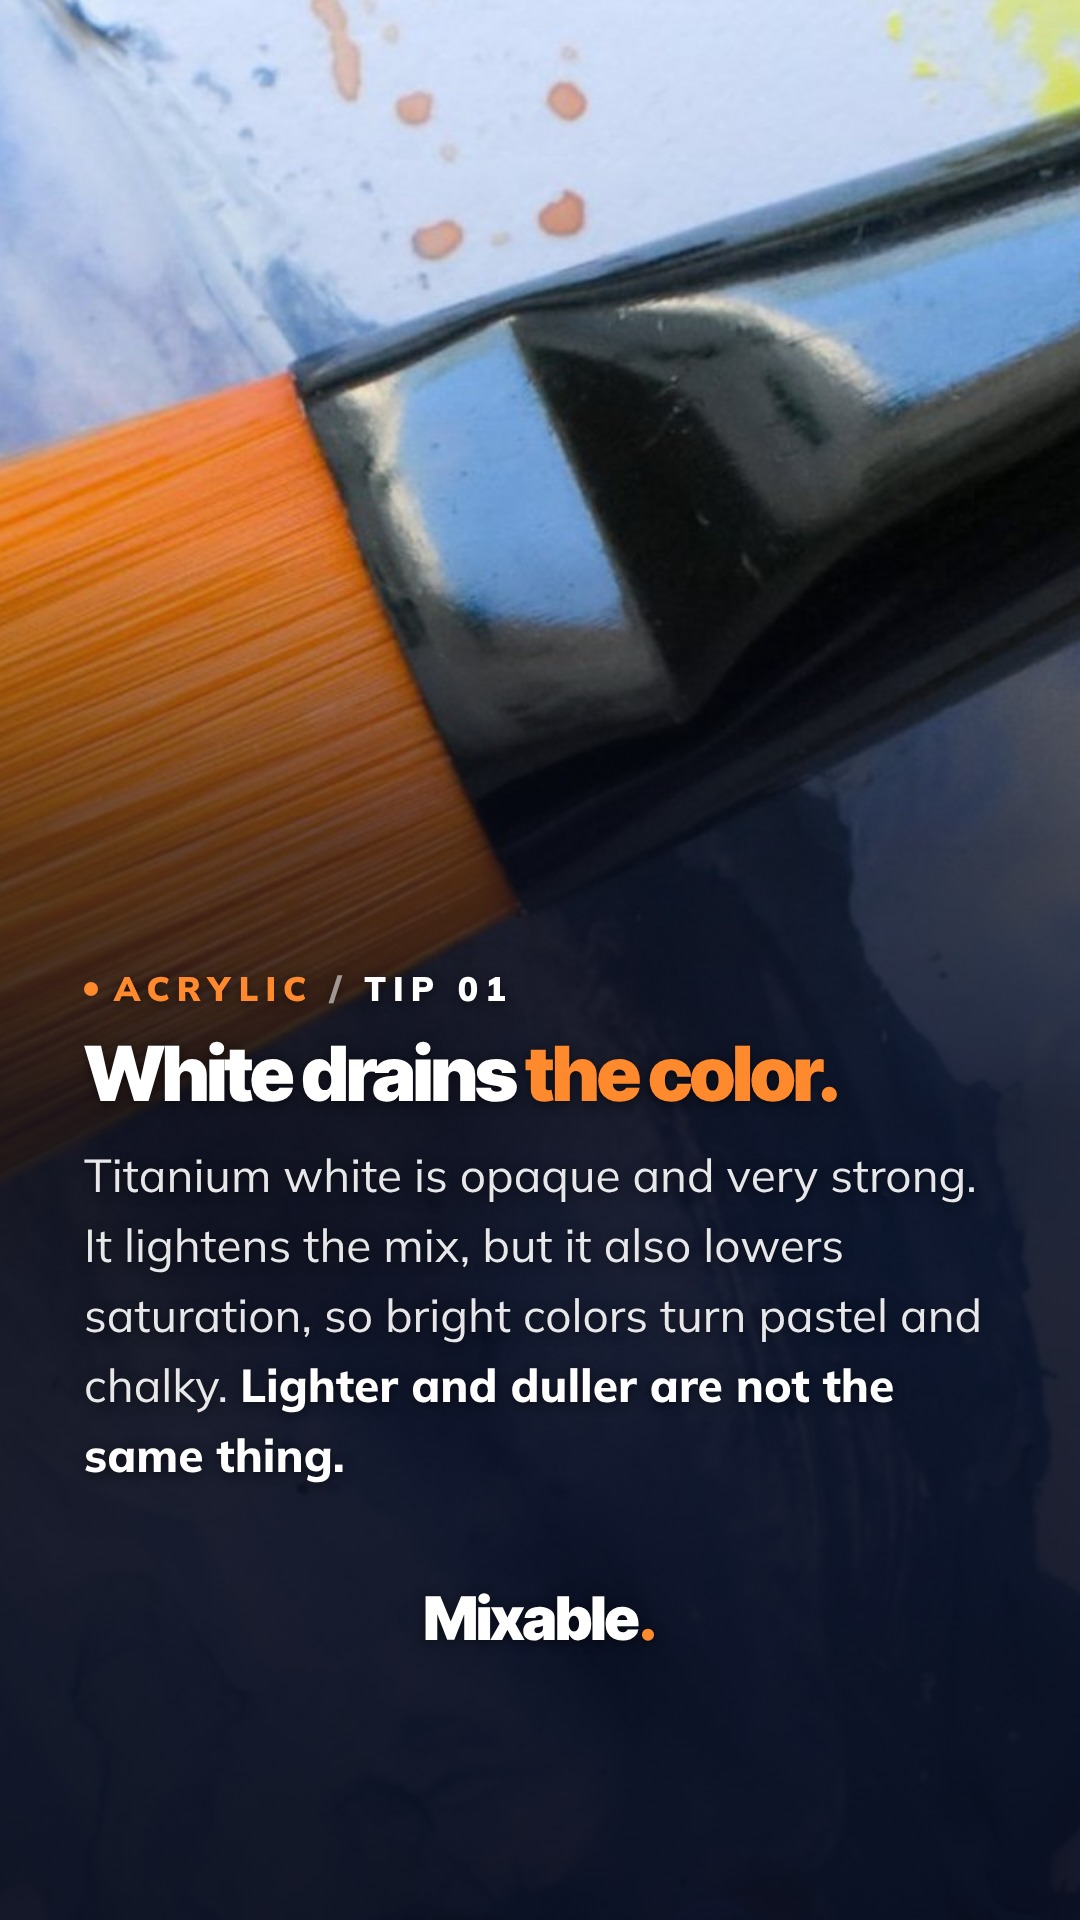 • ACRYLIC / TIP 01
White drains the color.
Titanium white is opaque and very strong.
It lightens the mix, but it also lowers
saturation, so bright colors turn pastel and
chalky. Lighter and duller are not the
same thing.
Mixable.